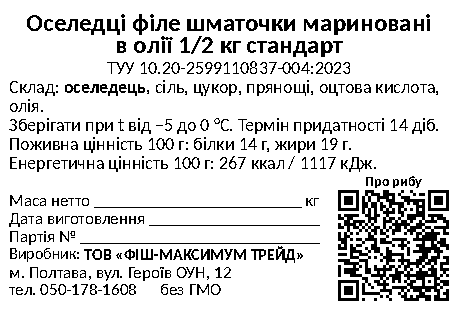 Оселедці філе шматочки мариновані
в олії 1/2 кг стандарт
ТУУ 10.20-2599110837-004:2023
Склад: оселедець, сіль, цукор, прянощі, оцтова кислота,
олія.
Зберігати при t від –5 до 0 °С. Термін придатності 14 діб.
Поживна цінність 100 г: білки 14 г, жири 19 г.
Енергетична цінність 100 г: 267 ккал / 1117 кДж.
Про рибу
Маса нетто ____________________ кг
Дата виготовлення ____________________
Партія № ____________________
Виробник: ТОВ «ФІШ-МАКСИМУМ ТРЕЙД»
м. Полтава, вул. Героїв ОУН, 12
тел. 050-178-1608 без ГМО